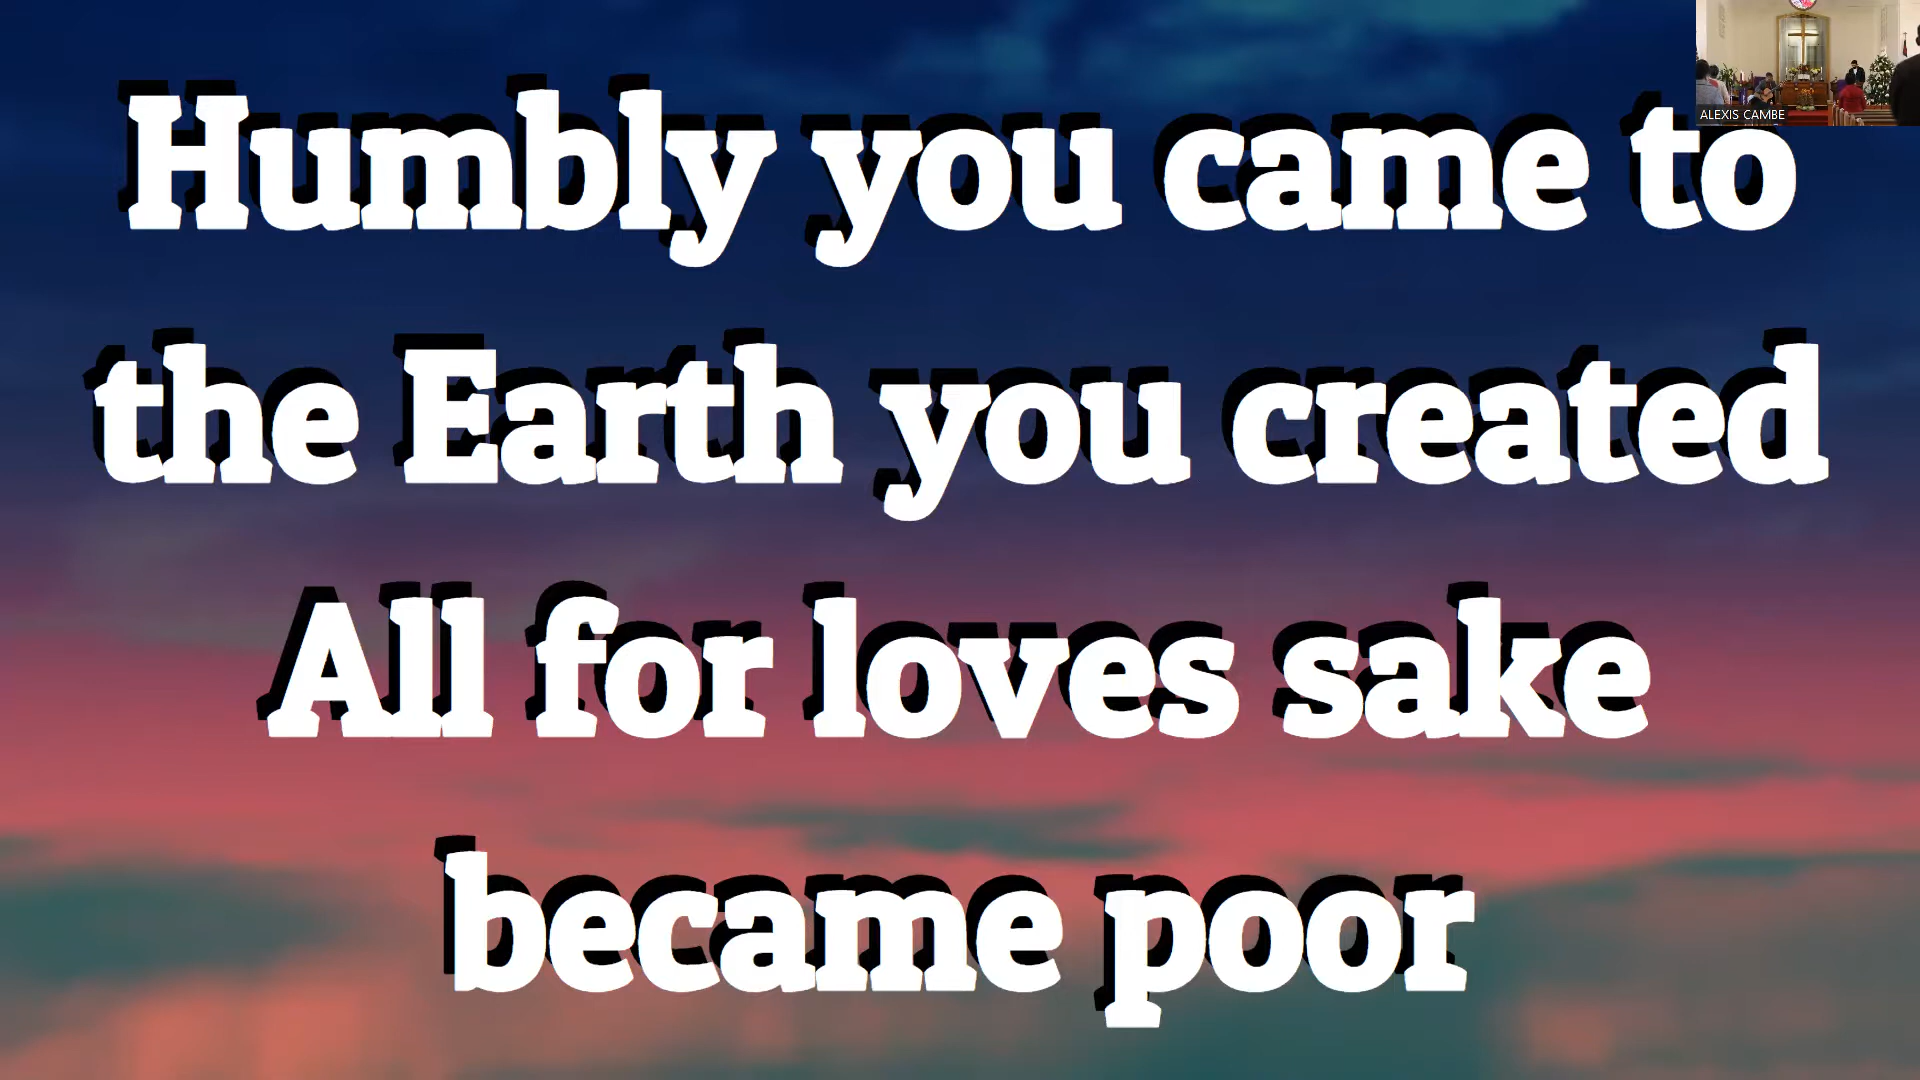 ALEXIS CAMBE
Humbly you came to
the Earth you created
All for loves sake
became poor